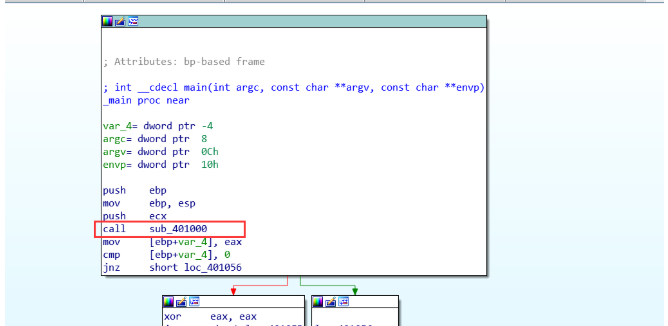 ; Attributes: bp-based frame
; int __cdecl main(int argc, const char **argv, const char **envp)
_main proc near
var_4= dword ptr -4
argc= dword ptr  8
argv= dword ptr  0Ch
envp= dword ptr  10h
push    ebp
mov     ebp, esp
push    ecx
call    sub_401000
mov     [ebp+var_4], eax
cmp     [ebp+var_4], 0
jnz     short loc_401056
xor     eax, eax